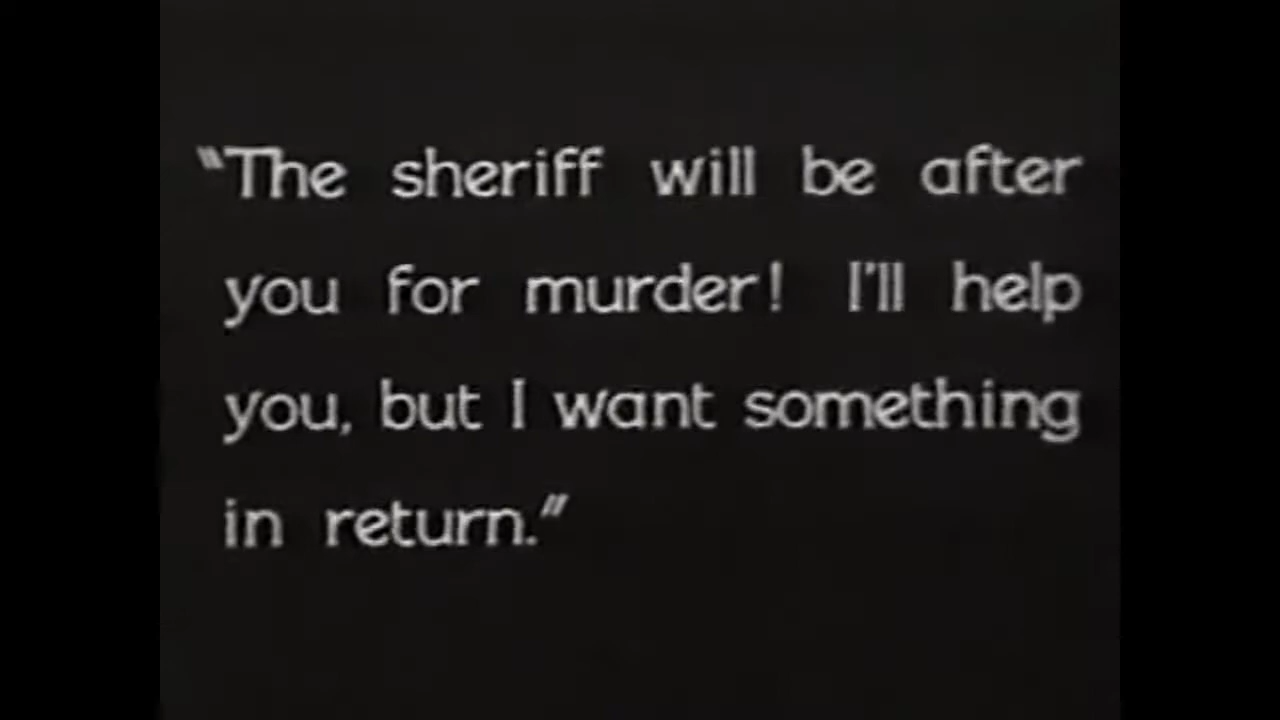 “The sheriff will be after
you for murder! I'll help
you, but I want something
in return.”